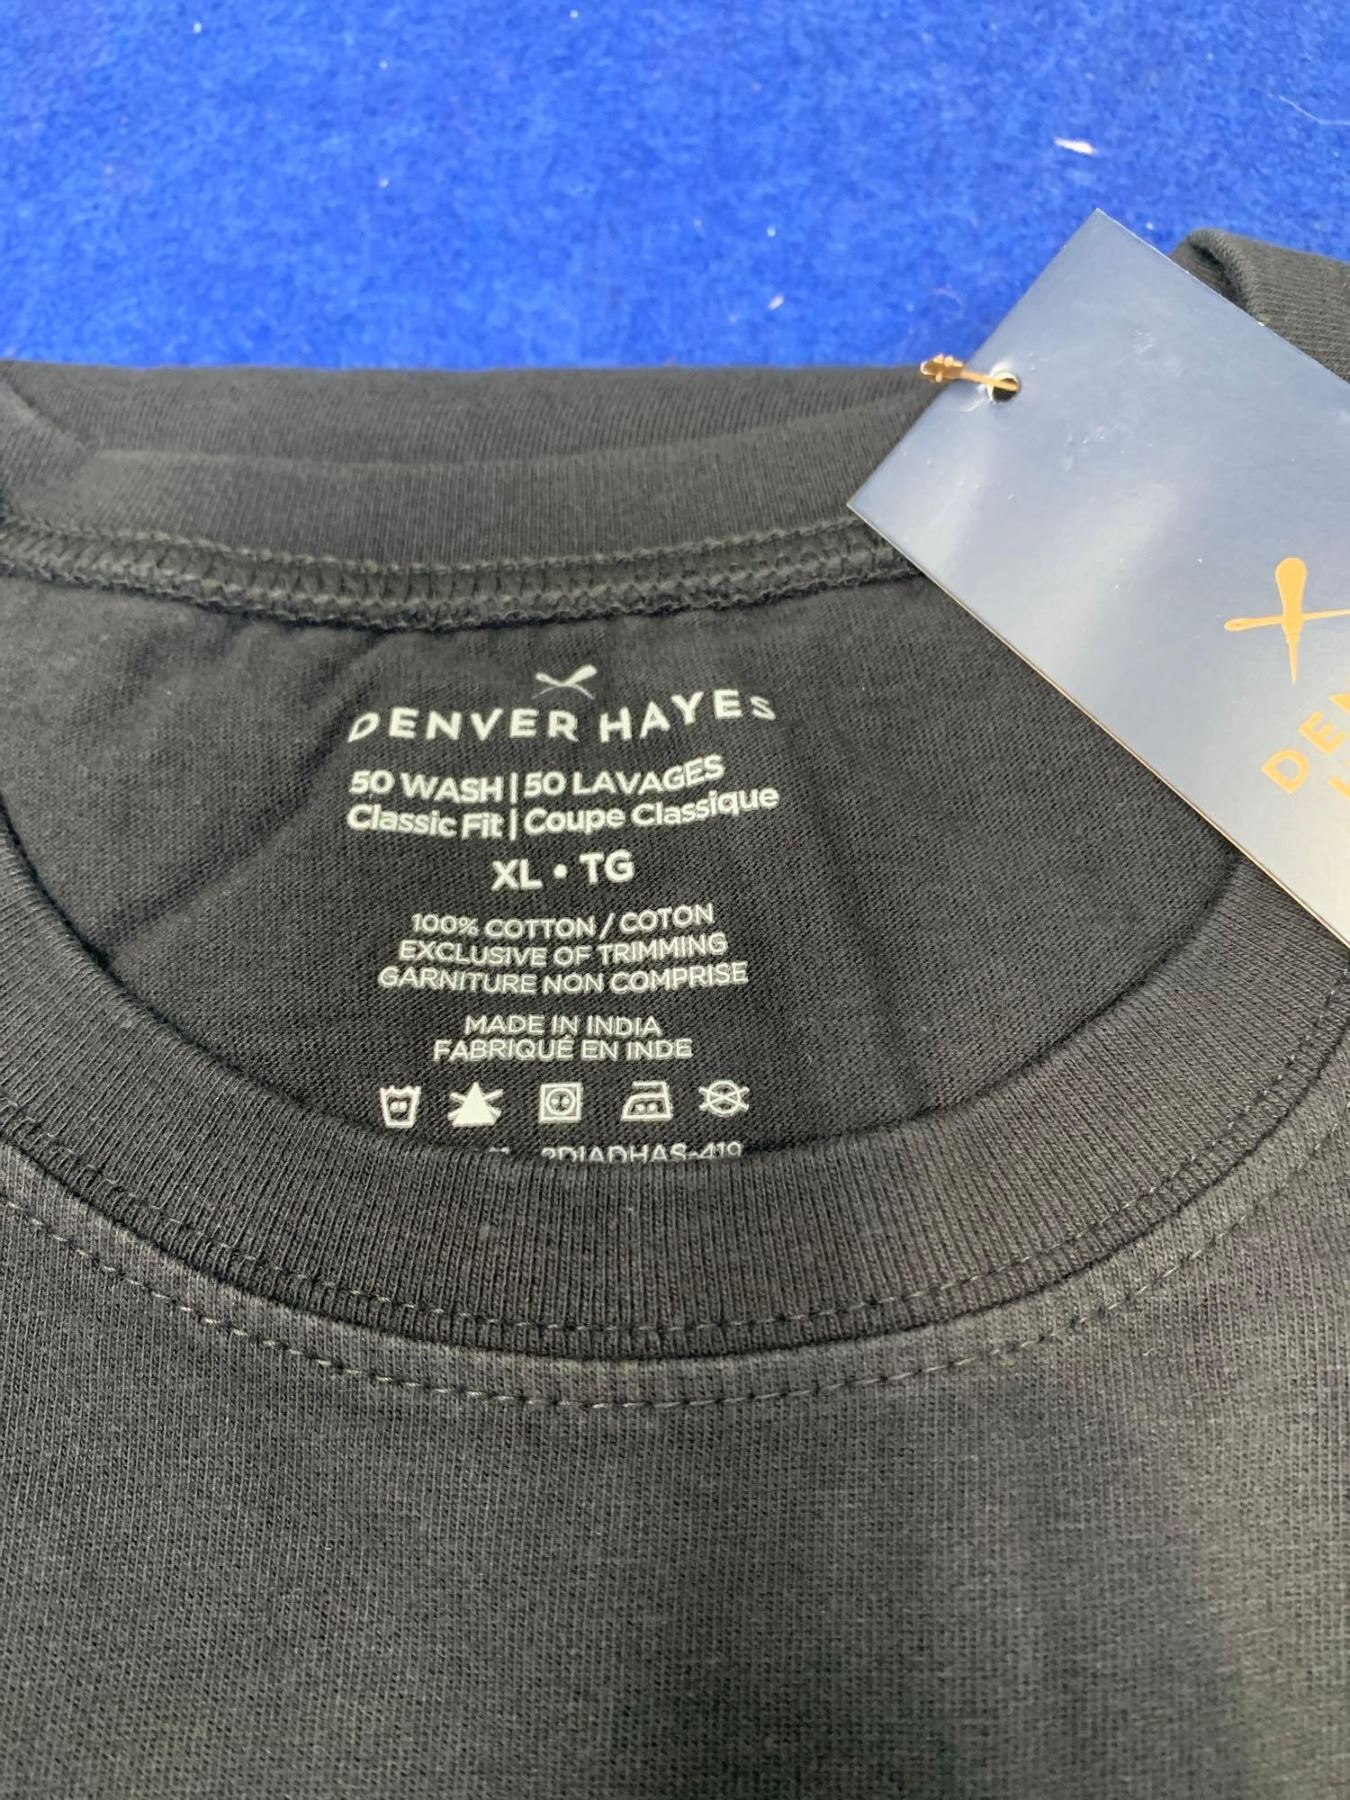 DENVER HAYES
50 WASH | 50 LAVAGES
Classic Fit | Coupe Classique
XL • TG
100% COTTON / COTON
EXCLUSIVE OF TRIMMING
GARNITURE NON COMPRISE
MADE IN INDIA
FABRIQUÉ EN INDE